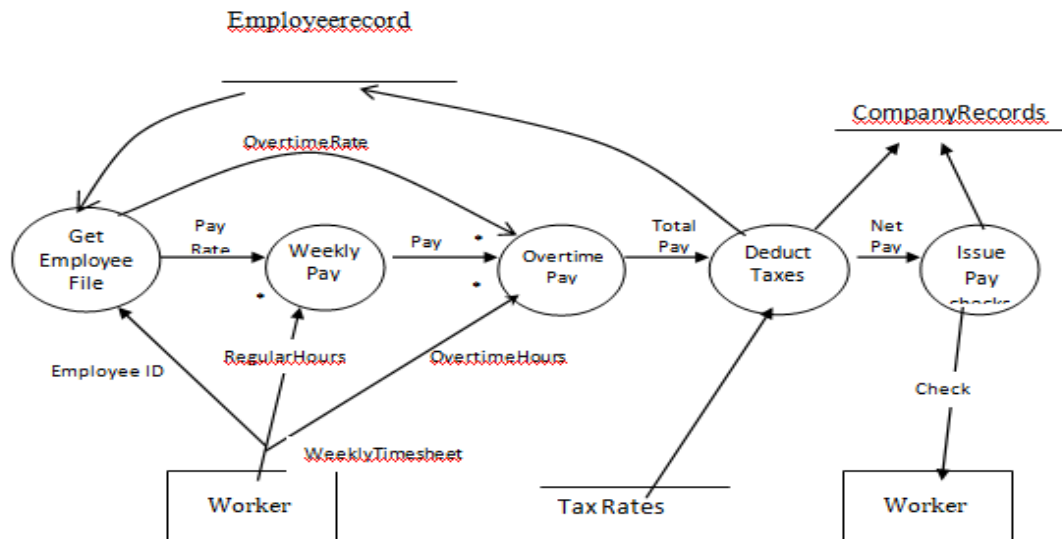 Employeerecord
CompanyRecords
OvertimeRate
Pay
Rate
Pay
*
Total
Pay
Net
Pay
Get
Employee
File
Weekly
Pay
Overtime
Pay
Deduct
Taxes
Issue
Pay
checks
*
*
Employee ID
RegularHours
OvertimeHours
Check
WeeklyTimesheet
Worker
Tax Rates
Worker